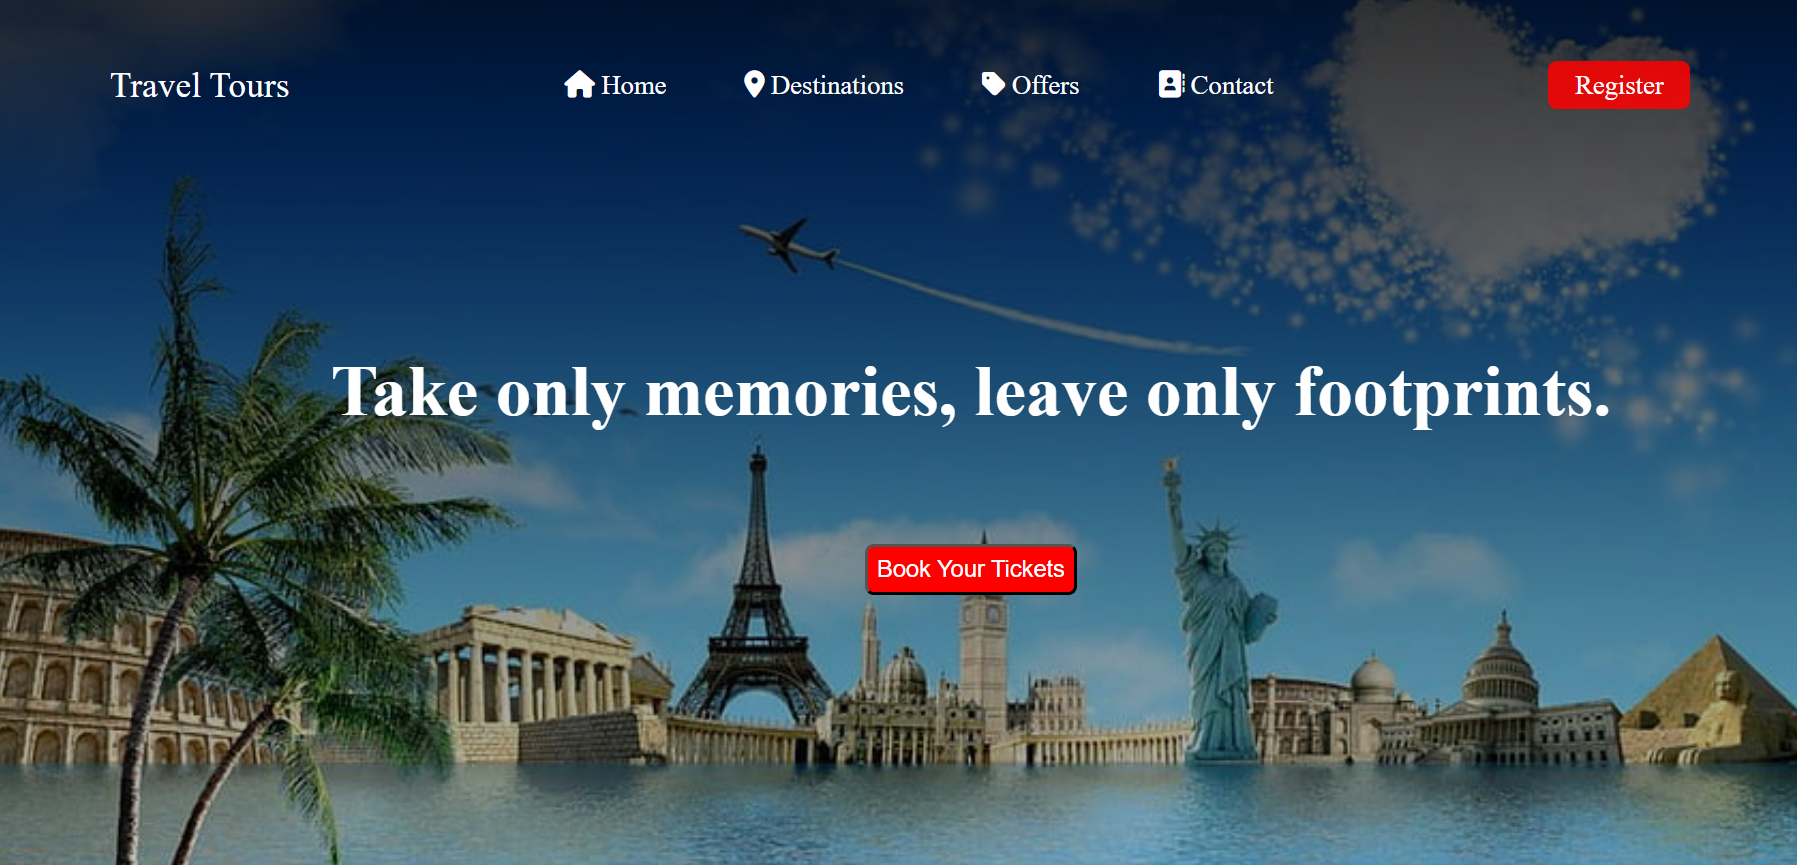 Travel Tours
Home
Destinations
Offers
Contact
Register
Take only memories, leave only footprints.
Book Your Tickets